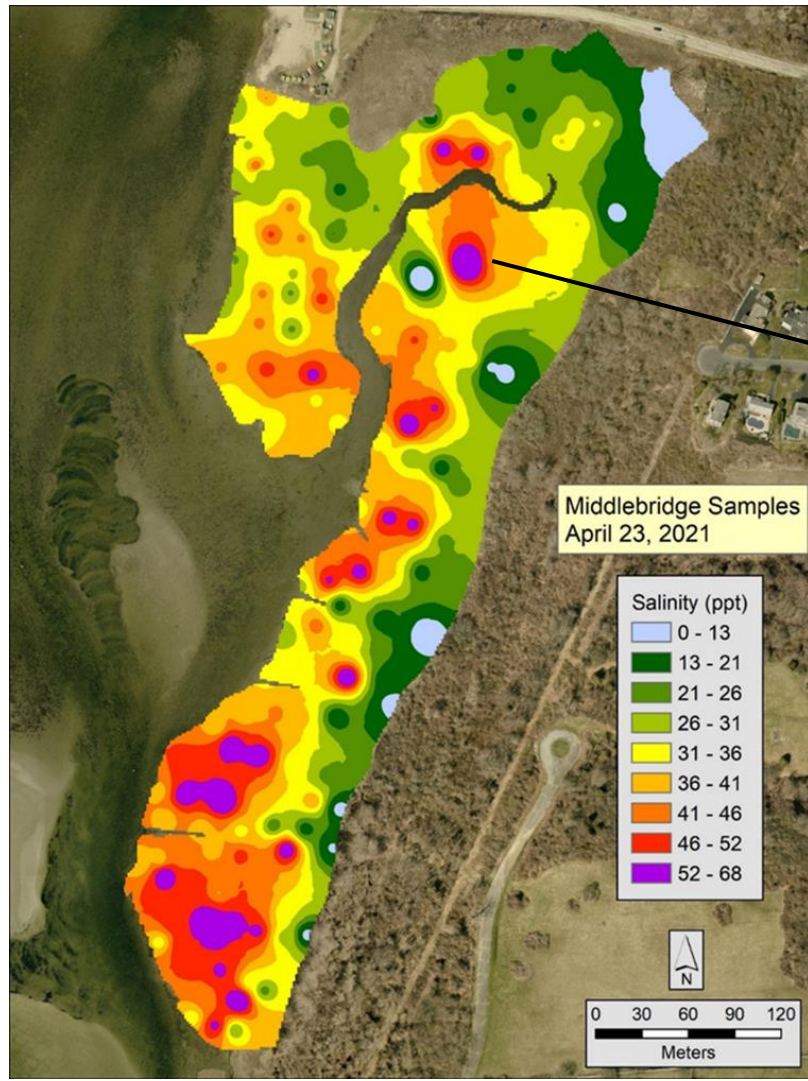 Middlebridge Samples
April 23, 2021
Salinity (ppt)
0 - 13
13 - 21
21 - 26
26 - 31
31 - 36
36 - 41
41 - 46
46 - 52
52 - 68
N
0 30 60 90 120
Meters